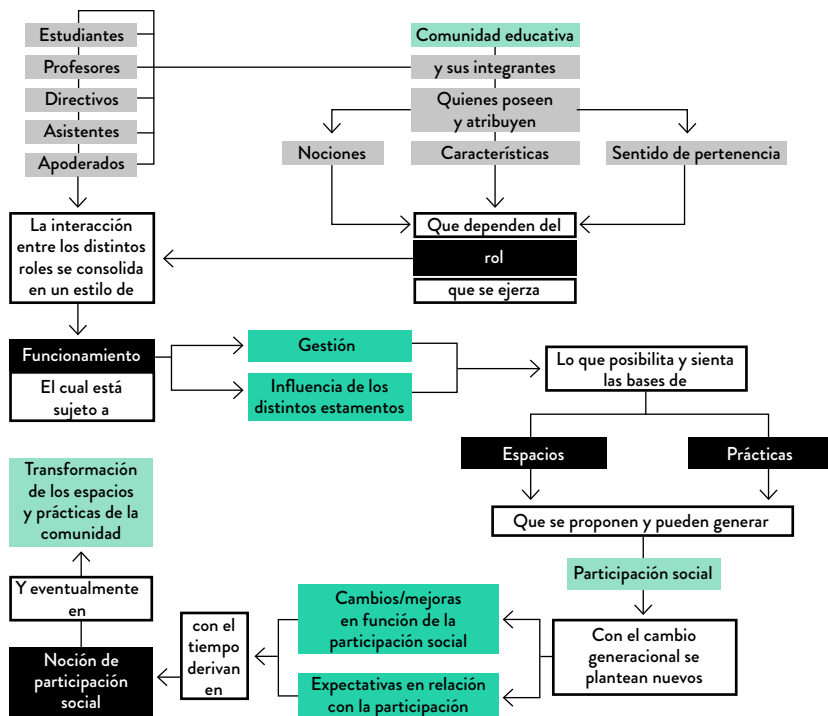 Estudiantes
Profesores
Directivos
Asistentes
Apoderados
Comunidad educativa
y sus integrantes
Quienes poseen
y atribuyen
Nociones
Características
Sentido de pertenencia
La interacción
entre los distintos
roles se consolida
en un estilo de
Que dependen del
rol
que se ejerza
Funcionamiento
El cual está
sujeto a
Gestión
Influencia de los
distintos estamentos
Lo que posibilita y sienta
las bases de
Espacios
Prácticas
Que se proponen y pueden generar
Participación social
Con el cambio
generacional se
plantean nuevos
Cambios/mejoras
en función de la
participación social
Expectativas en relación
con la participación
con el
tiempo
derivan
en
Noción de
participación
social
Y eventualmente
en
Transformación
de los espacios
y prácticas de la
comunidad